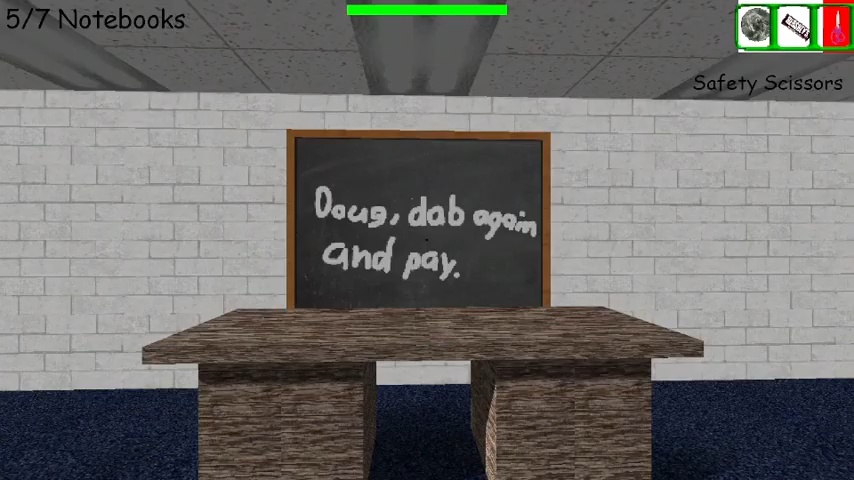 5/7 Notebooks
Safety Scissors
Doug, dab again
and pay.